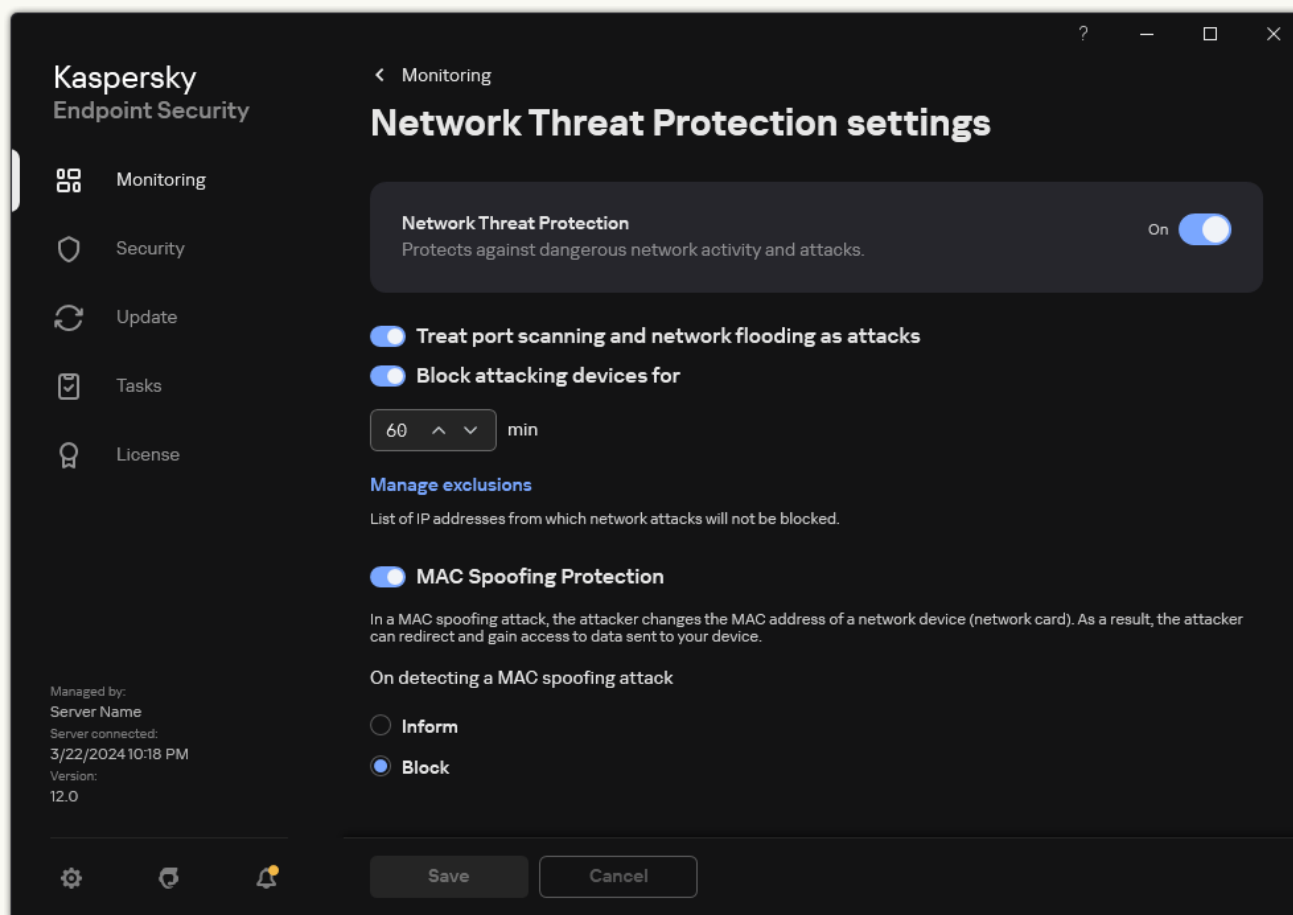 ?
Kaspersky
Endpoint Security
Monitoring
Security
Update
Tasks
License
Managed by:
Server Name
Server connected:
3/22/2024 10:18 PM
Version:
12.0
Monitoring
Network Threat Protection settings
Network Threat Protection
Protects against dangerous network activity and attacks.
On
Treat port scanning and network flooding as attacks
Block attacking devices for
60 min
Manage exclusions
List of IP addresses from which network attacks will not be blocked.
MAC Spoofing Protection
In a MAC spoofing attack, the attacker changes the MAC address of a network device (network card). As a result, the attacker
can redirect and gain access to data sent to your device.
On detecting a MAC spoofing attack
Inform
Block
Save
Cancel